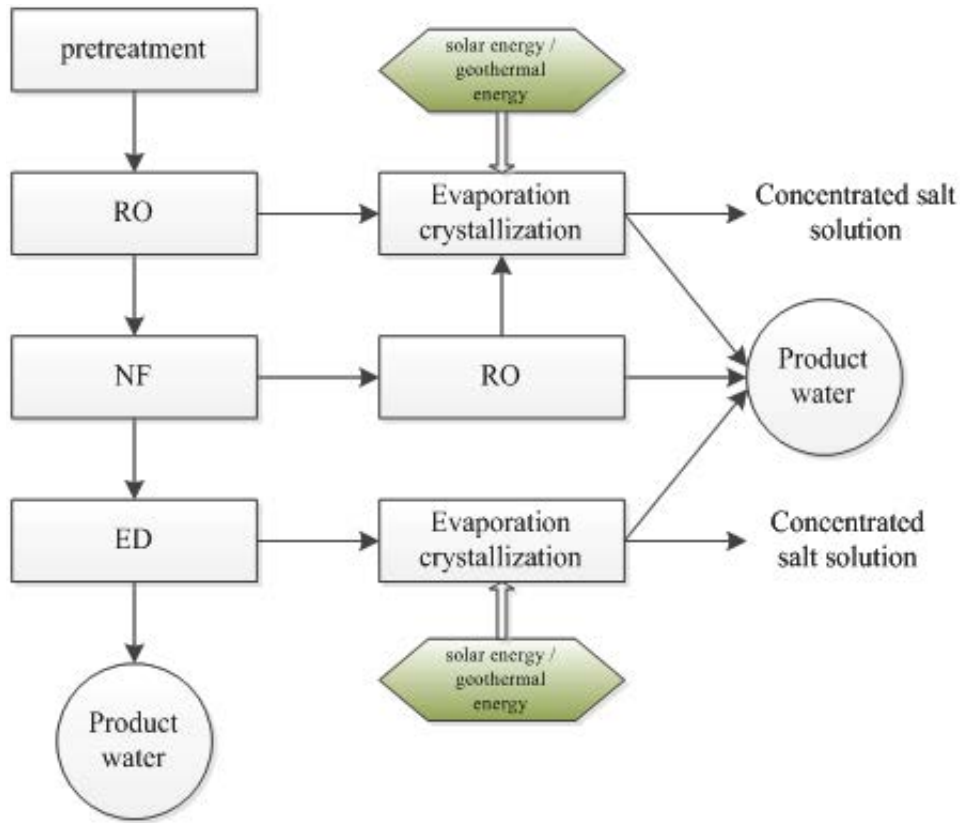 pretreatment
solar energy /
geothermal
energy
RO
Evaporation
crystallization
Concentrated salt
solution
NF
RO
Product
water
ED
Evaporation
crystallization
Concentrated
salt solution
solar energy /
geothermal
energy
Product
water